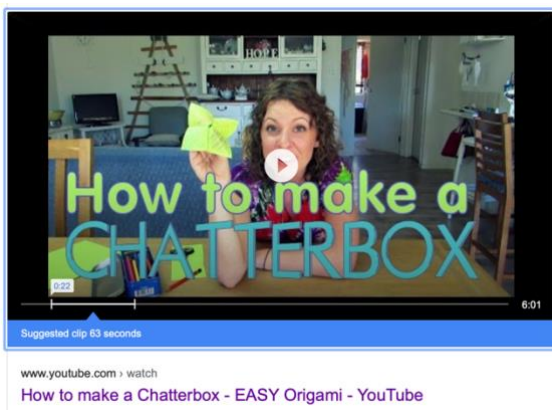 HOPE
How to make a
CHATTERBOX
0:22
6:01
Suggested clip 63 seconds
www.youtube.com › watch
How to make a Chatterbox - EASY Origami - YouTube